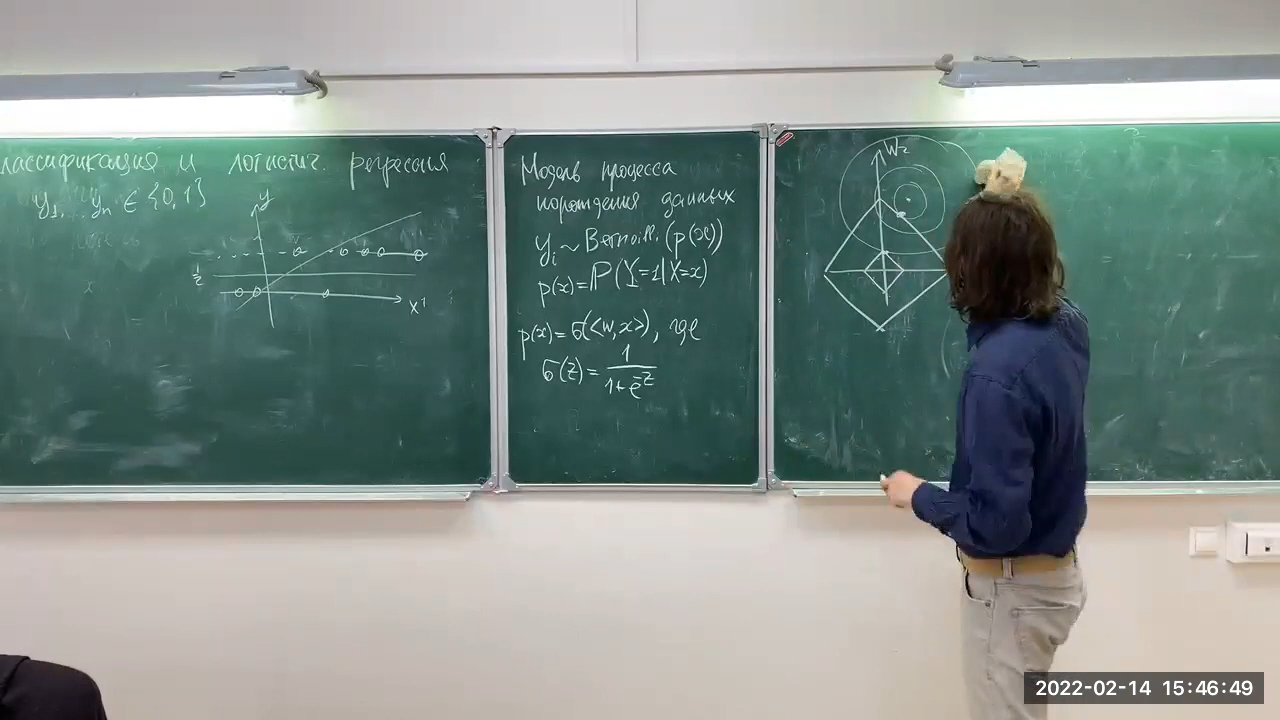 лассификация и логистич. регрессия
y₁, ... yₙ ∈ {0,1}
y
1/2
x¹
Модель процесса
порождения данных
yᵢ ~ Bernoulli (p(x))
p(x) = ℙ(Y=1|X=x)
p(x) = σ(<w,x>), где
σ(z) = 1/(1+e^{-z})
w₂
2022-02-14 15:46:49